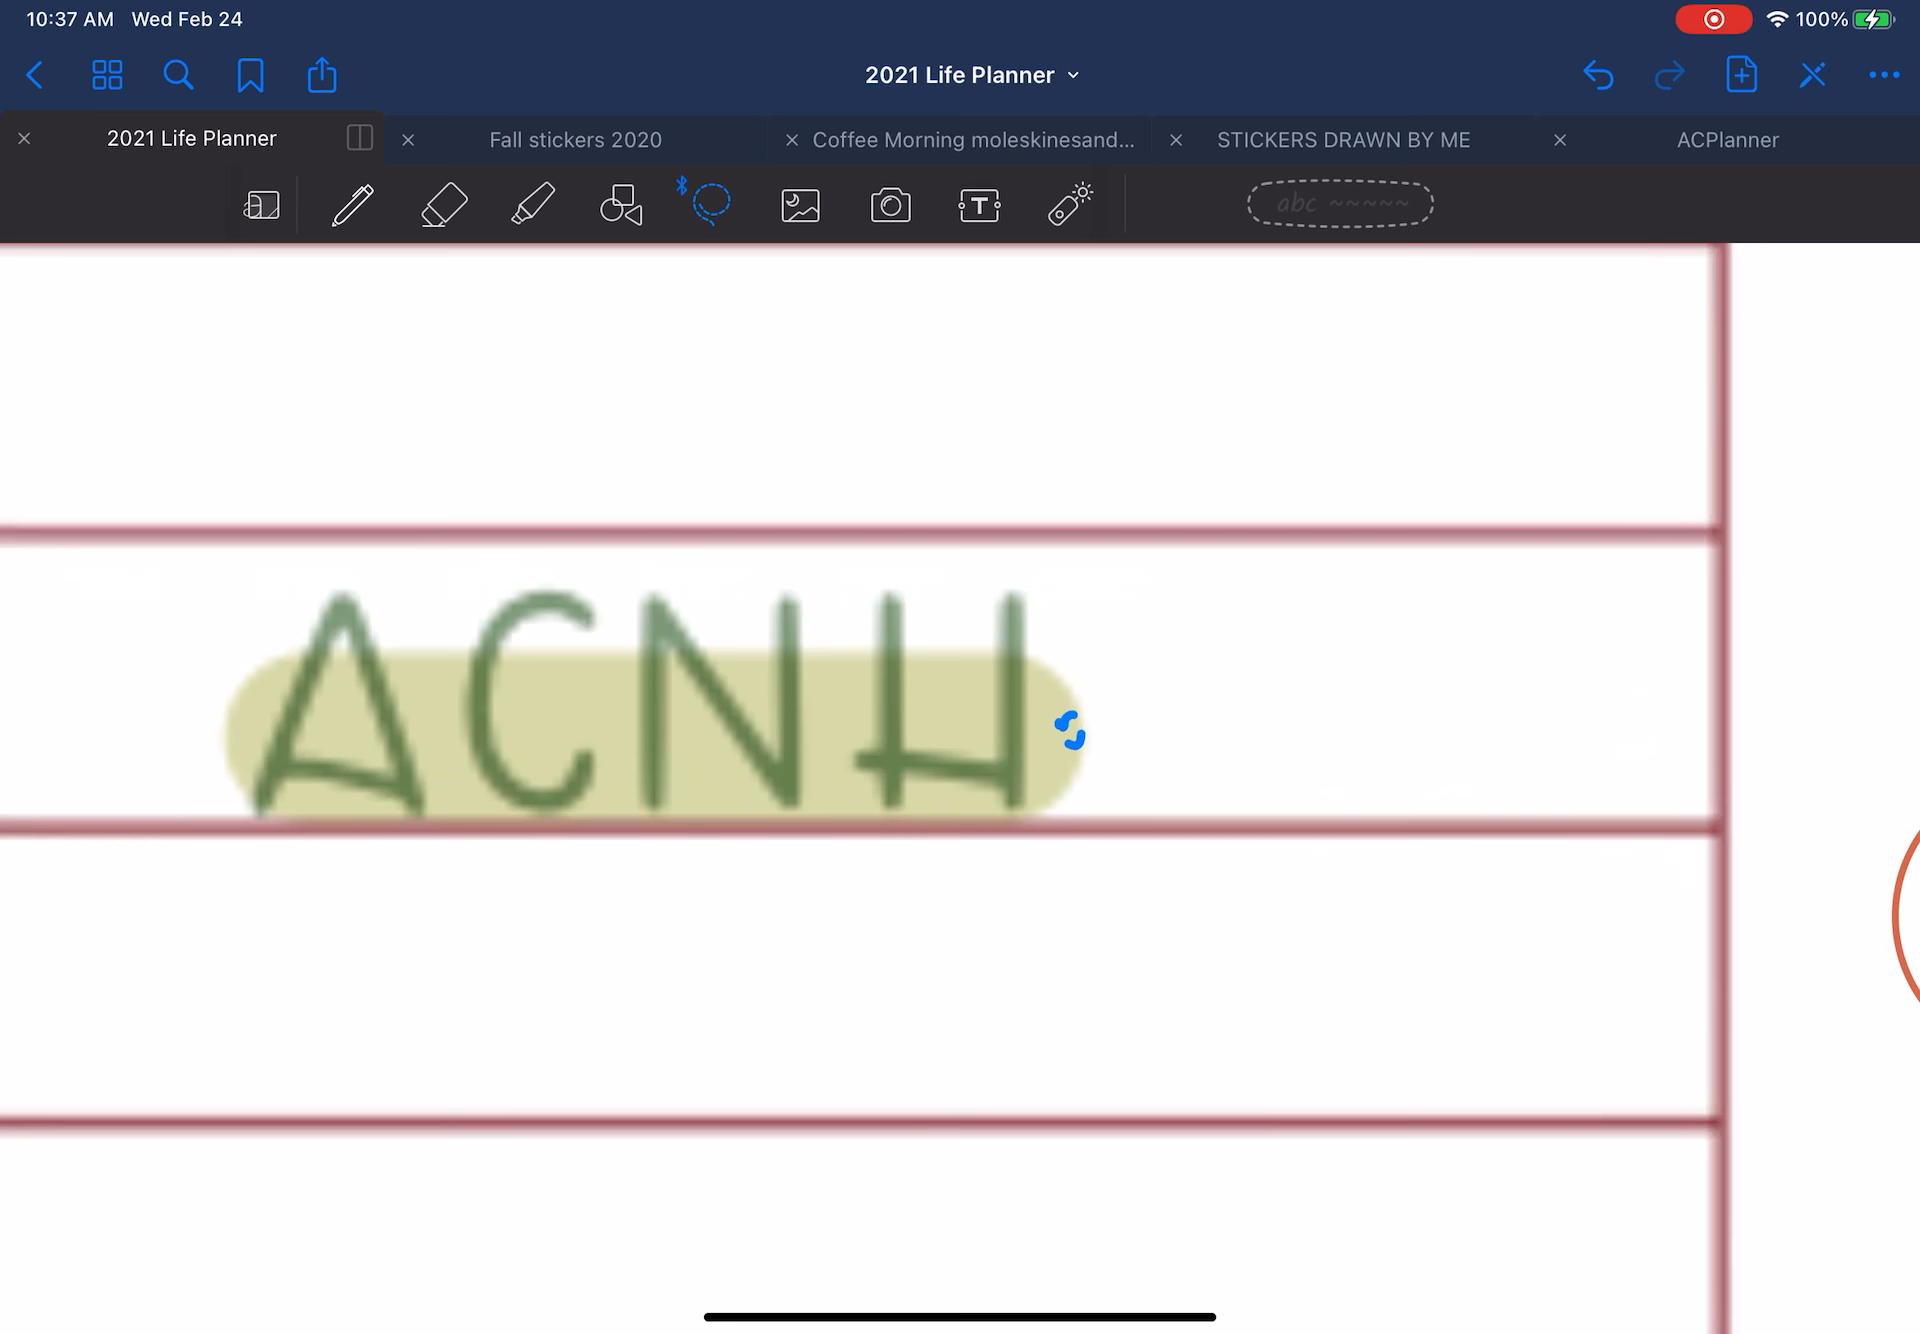 10:37 AM Wed Feb 24 100%
2021 Life Planner
2021 Life Planner Fall stickers 2020 Coffee Morning moleskinesand... STICKERS DRAWN BY ME ACPlanner
a T abc
ACNH